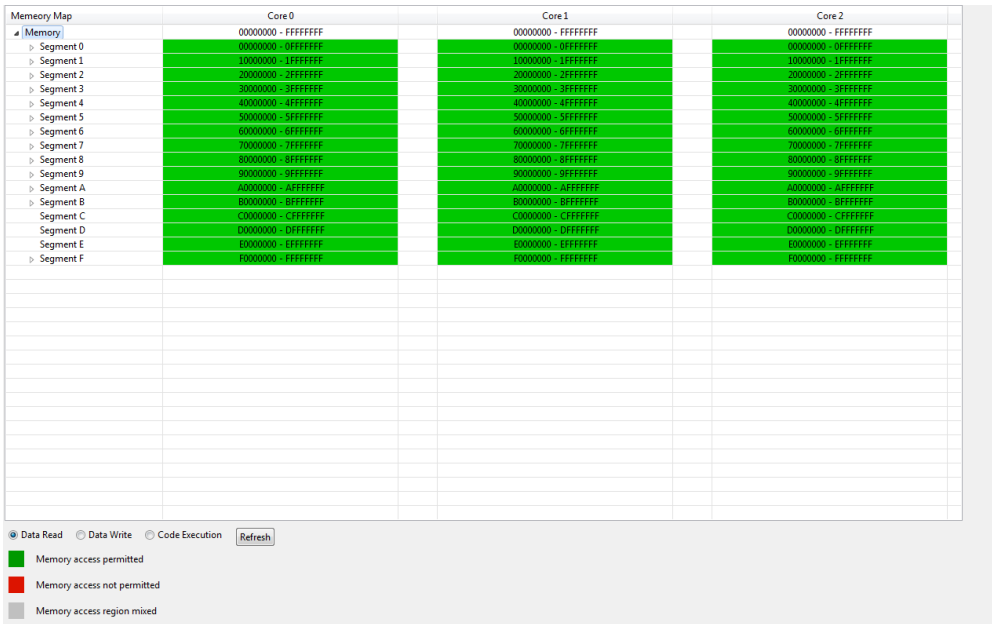 Memeory Map Core 0 Core 1 Core 2
Memory 00000000 - FFFFFFFF 00000000 - FFFFFFFF 00000000 - FFFFFFFF
Segment 0 00000000 - 0FFFFFFF 00000000 - 0FFFFFFF 00000000 - 0FFFFFFF
Segment 1 10000000 - 1FFFFFFF 10000000 - 1FFFFFFF 10000000 - 1FFFFFFF
Segment 2 20000000 - 2FFFFFFF 20000000 - 2FFFFFFF 20000000 - 2FFFFFFF
Segment 3 30000000 - 3FFFFFFF 30000000 - 3FFFFFFF 30000000 - 3FFFFFFF
Segment 4 40000000 - 4FFFFFFF 40000000 - 4FFFFFFF 40000000 - 4FFFFFFF
Segment 5 50000000 - 5FFFFFFF 50000000 - 5FFFFFFF 50000000 - 5FFFFFFF
Segment 6 60000000 - 6FFFFFFF 60000000 - 6FFFFFFF 60000000 - 6FFFFFFF
Segment 7 70000000 - 7FFFFFFF 70000000 - 7FFFFFFF 70000000 - 7FFFFFFF
Segment 8 80000000 - 8FFFFFFF 80000000 - 8FFFFFFF 80000000 - 8FFFFFFF
Segment 9 90000000 - 9FFFFFFF 90000000 - 9FFFFFFF 90000000 - 9FFFFFFF
Segment A A0000000 - AFFFFFFF A0000000 - AFFFFFFF A0000000 - AFFFFFFF
Segment B B0000000 - BFFFFFFF B0000000 - BFFFFFFF B0000000 - BFFFFFFF
Segment C C0000000 - CFFFFFFF C0000000 - CFFFFFFF C0000000 - CFFFFFFF
Segment D D0000000 - DFFFFFFF D0000000 - DFFFFFFF D0000000 - DFFFFFFF
Segment E E0000000 - EFFFFFFF E0000000 - EFFFFFFF E0000000 - EFFFFFFF
Segment F F0000000 - FFFFFFFF F0000000 - FFFFFFFF F0000000 - FFFFFFFF
Data Read Data Write Code Execution Refresh
Memory access permitted
Memory access not permitted
Memory access region mixed